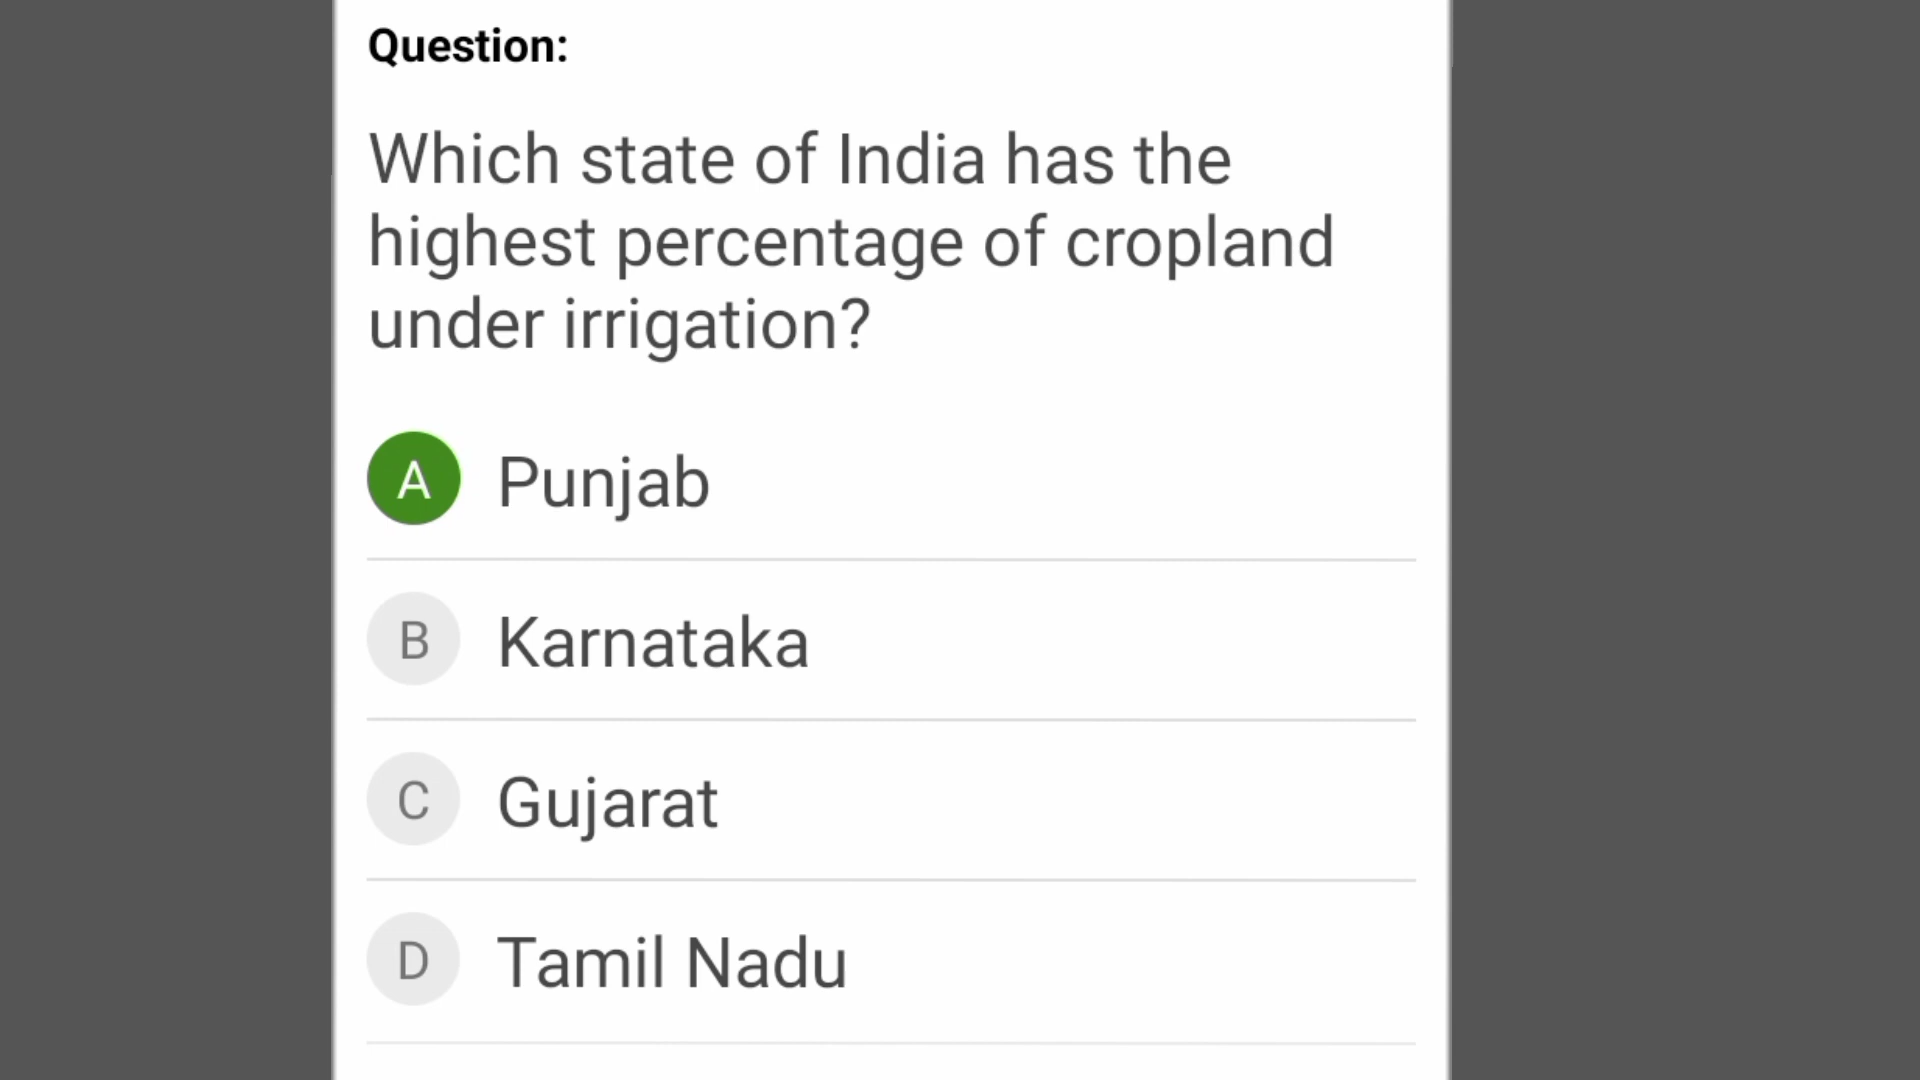 Question:
Which state of India has the
highest percentage of cropland
under irrigation?
A Punjab
B Karnataka
C Gujarat
D Tamil Nadu